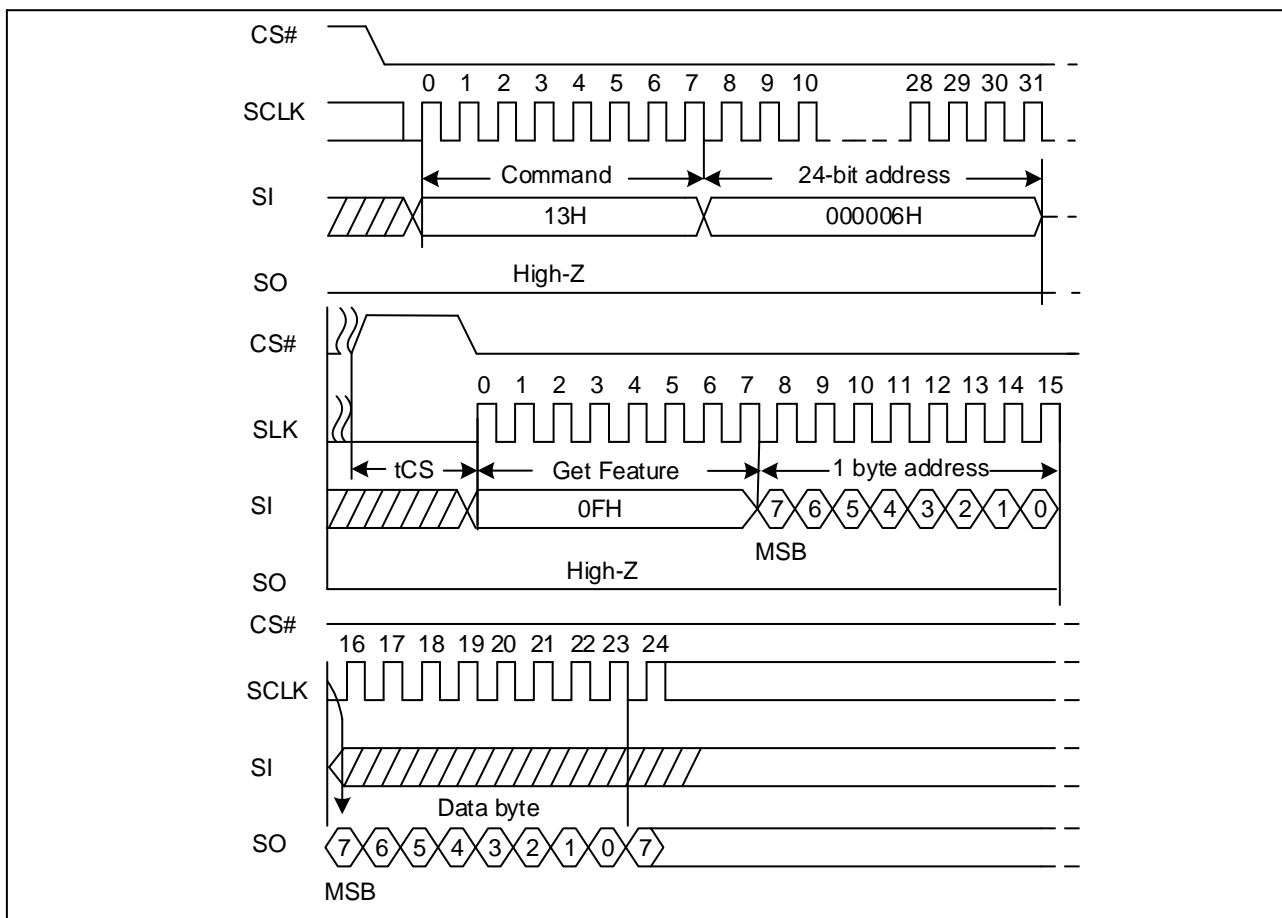 CS#
0 1 2 3 4 5 6 7 8 9 10 28 29 30 31
SCLK
Command 24-bit address
SI
13H 000006H
High-Z
SO
CS#
0 1 2 3 4 5 6 7 8 9 10 11 12 13 14 15
SLK
tCS Get Feature 1 byte address
SI
0FH 7 6 5 4 3 2 1 0
MSB
High-Z
SO
CS#
16 17 18 19 20 21 22 23 24
SCLK
SI
Data byte
SO 7 6 5 4 3 2 1 0 7
MSB